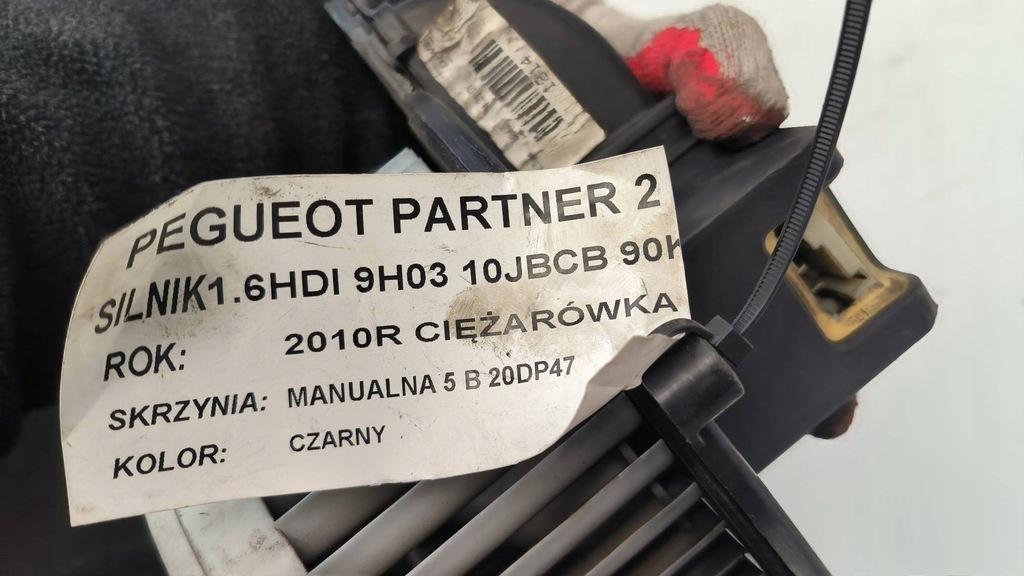 PEGUEOT PARTNER 2
SILNIK1.6HDI 9H03 10JBCB 90K
ROK: 2010R CIĘŻARÓWKA
SKRZYNIA: MANUALNA 5 B 20DP47
KOLOR: CZARNY